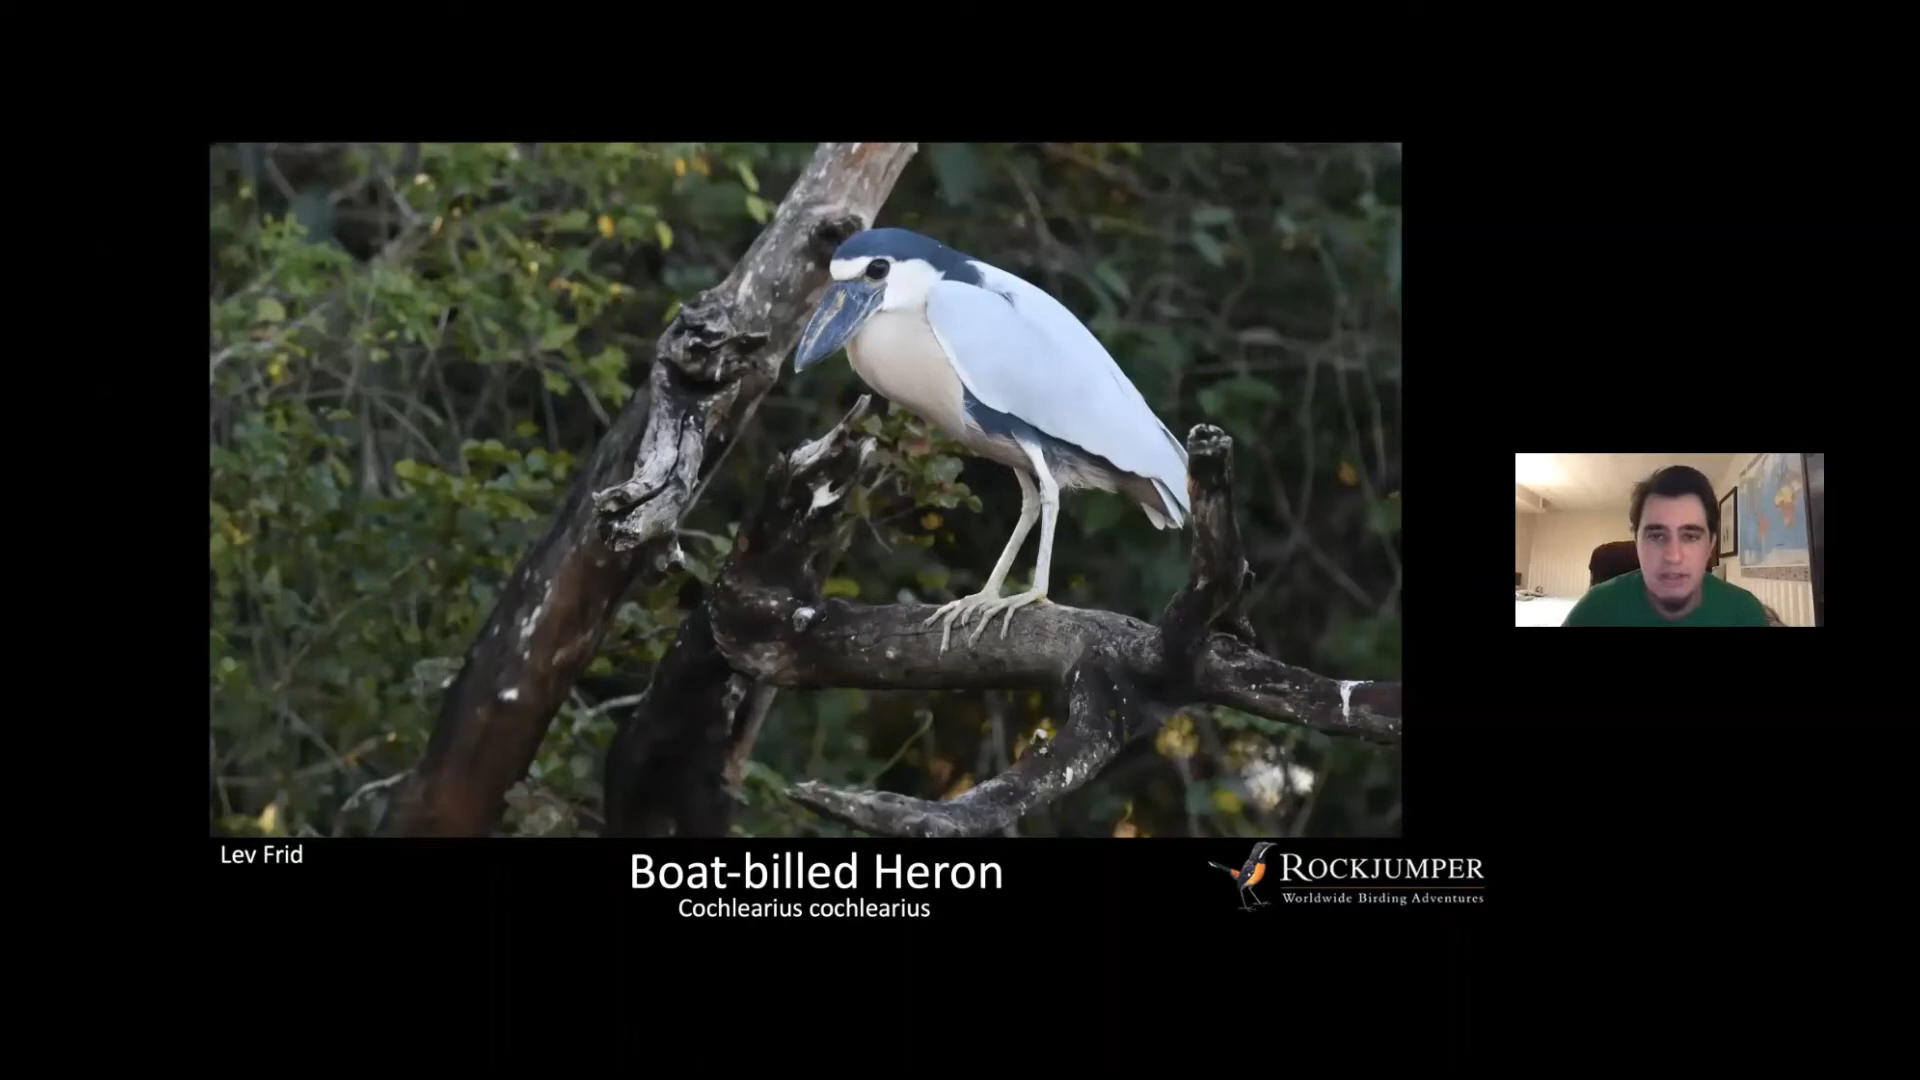 Lev Frid
Boat-billed Heron
Cochlearius cochlearius
ROCKJUMPER
Worldwide Birding Adventures